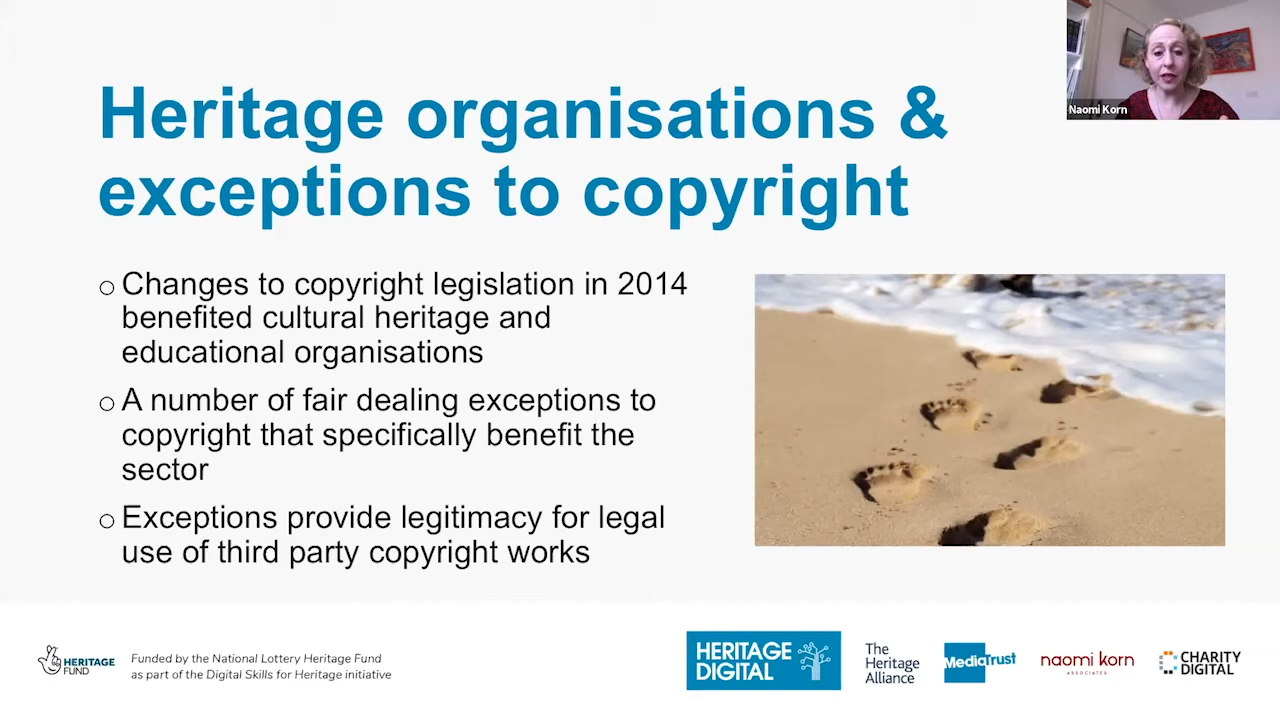 Naomi Korn
Heritage organisations &
exceptions to copyright
o Changes to copyright legislation in 2014
benefited cultural heritage and
educational organisations
o A number of fair dealing exceptions to
copyright that specifically benefit the
sector
o Exceptions provide legitimacy for legal
use of third party copyright works
HERITAGE
FUND
Funded by the National Lottery Heritage Fund
as part of the Digital Skills for Heritage initiative
HERITAGE
DIGITAL
The
Heritage
Alliance
MediaTrust
naomi korn
ASSOCIATES
CHARITY
DIGITAL